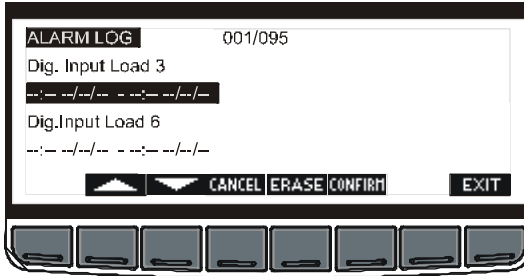 ALARM LOG 001/095
Dig. Input Load 3
--:-- --/--/-- - --:-- --/--/--
Dig.Input Load 6
--:-- --/--/-- - --:-- --/--/--
CANCEL ERASE CONFIRM EXIT